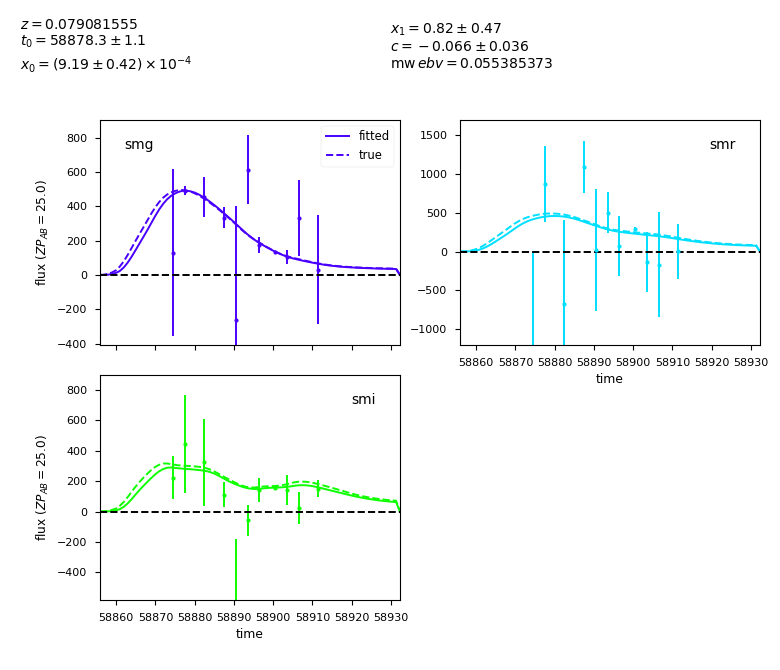 z = 0.079081555
t₀ = 58878.3 ± 1.1
x₀ = (9.19 ± 0.42) × 10⁻⁴
x₁ = 0.82 ± 0.47
c = −0.066 ± 0.036
mw ebv = 0.055385373
smg
fitted
true
800
600
400
200
0
−200
−400
flux (ZP_AB = 25.0)
smr
1500
1000
500
0
−500
−1000
58860 58870 58880 58890 58900 58910 58920 58930
time
smi
800
600
400
200
0
−200
−400
flux (ZP_AB = 25.0)
58860 58870 58880 58890 58900 58910 58920 58930
time